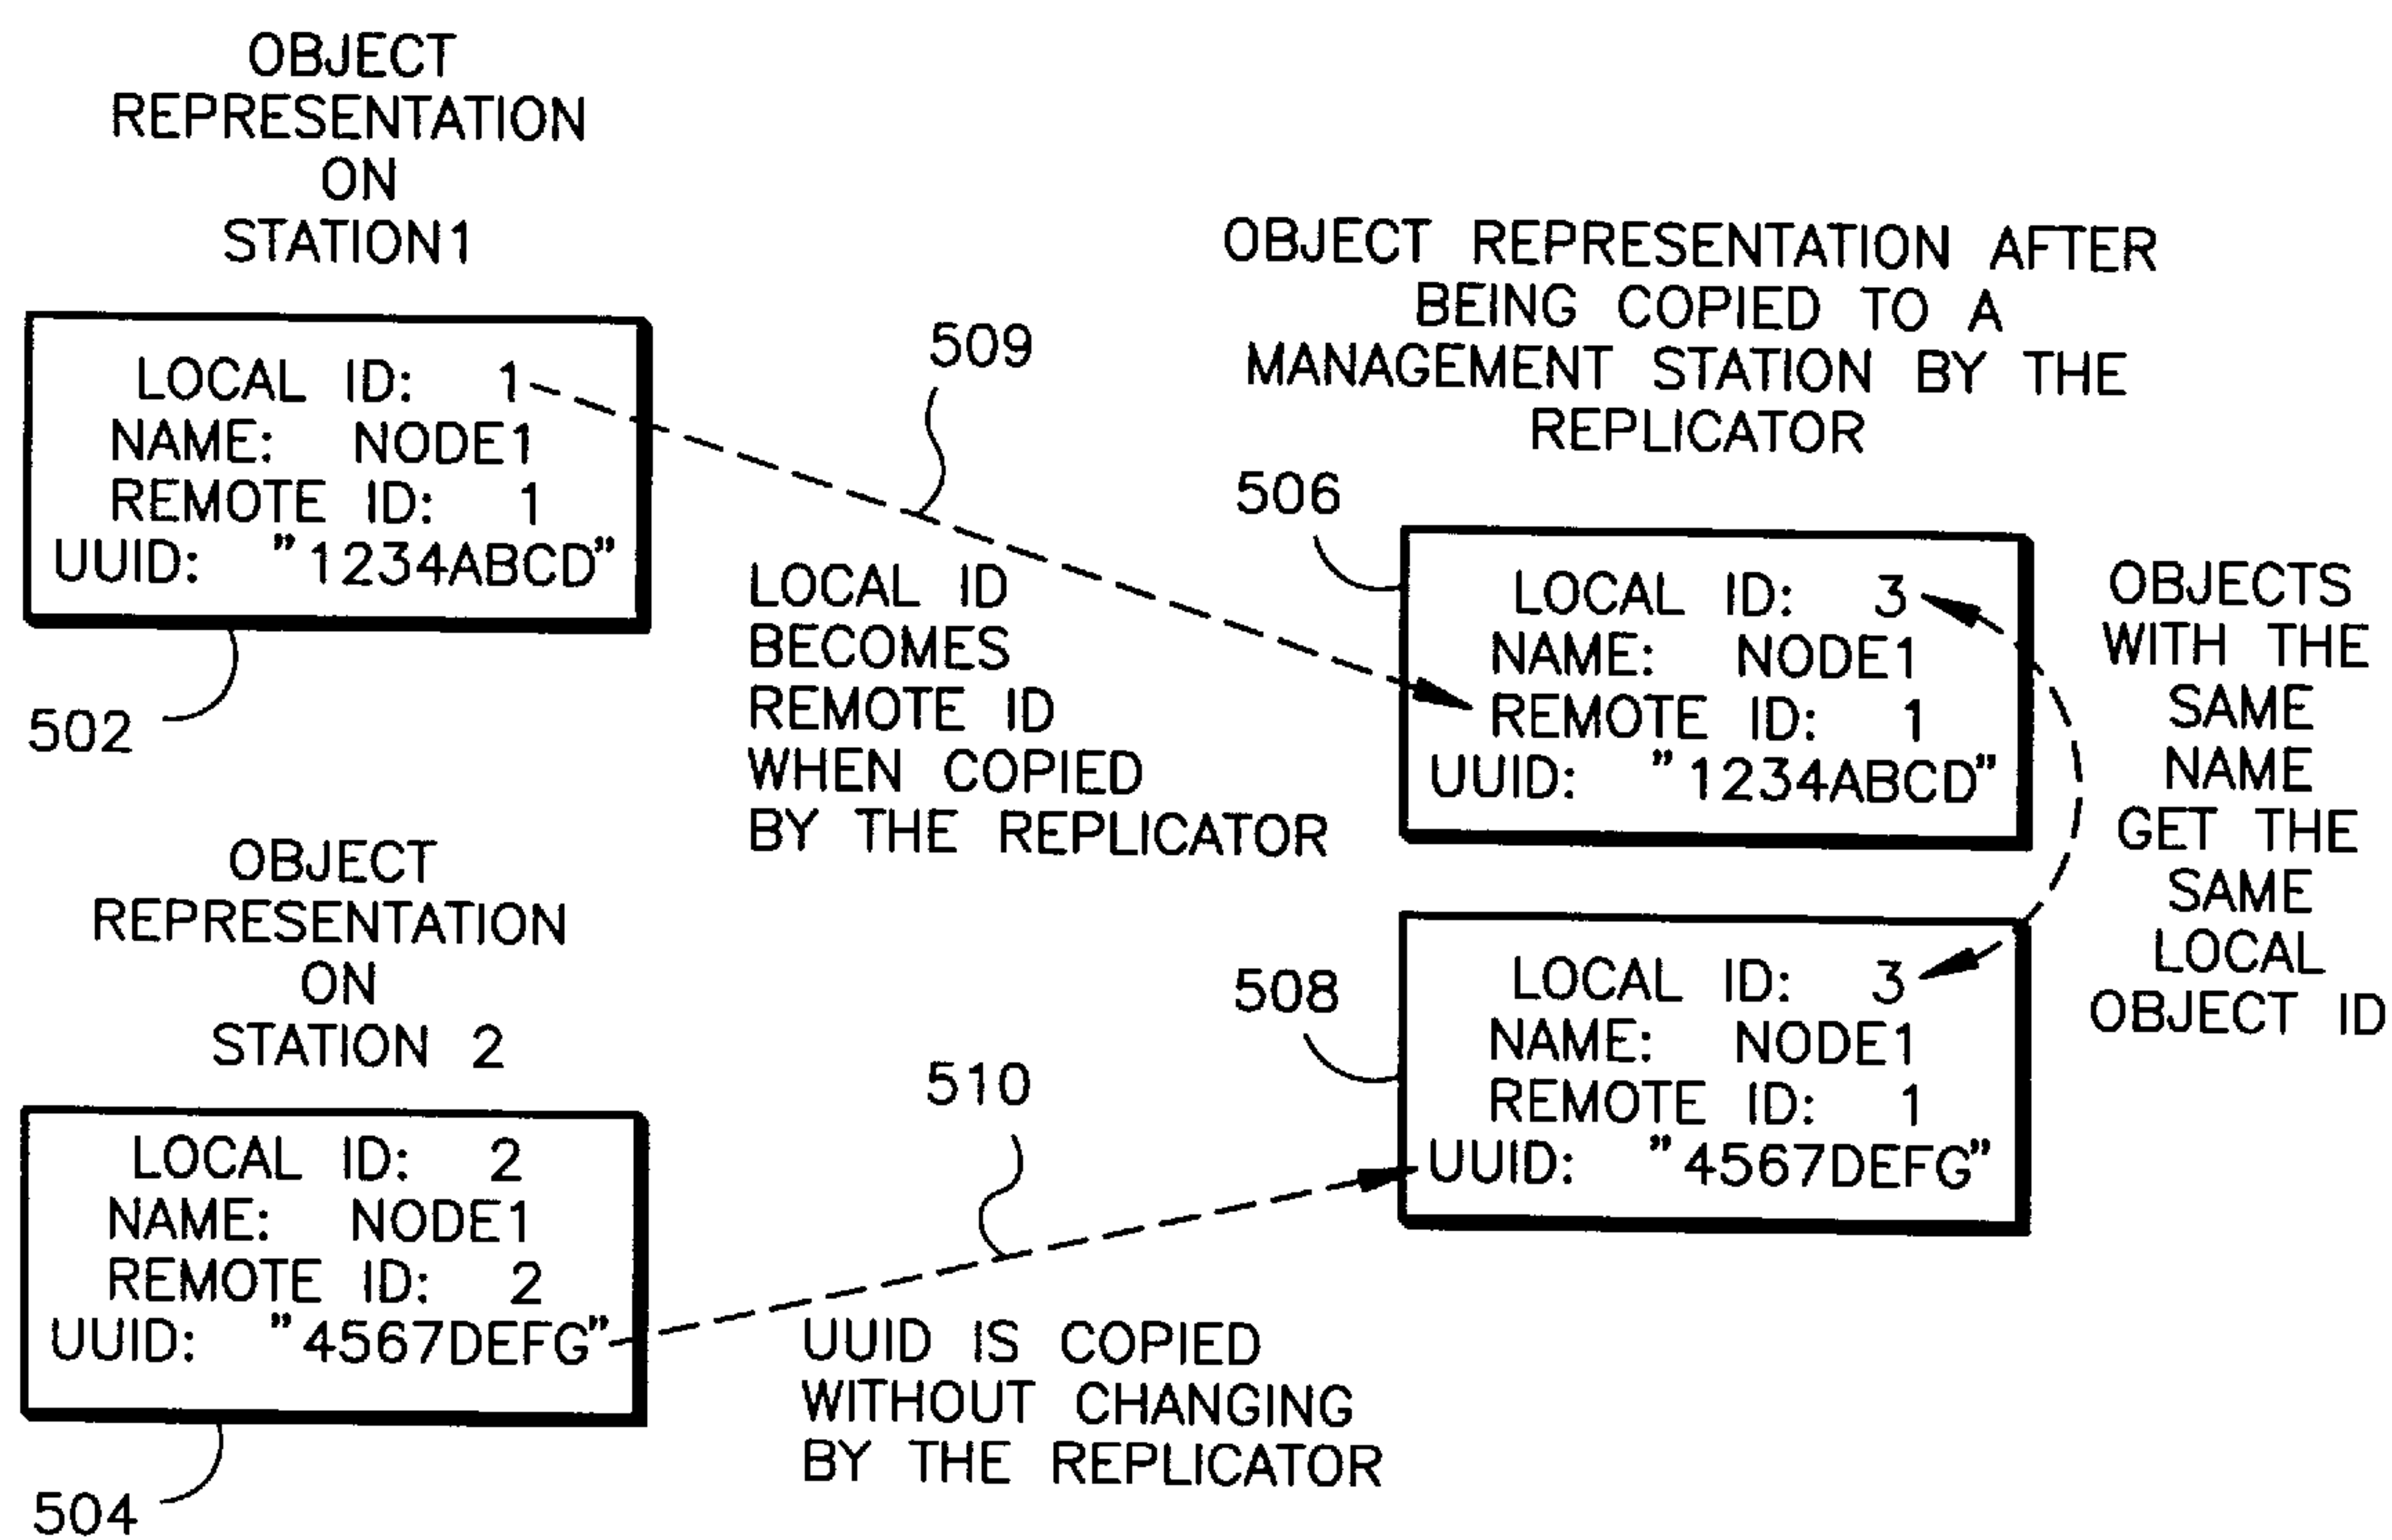 OBJECT
REPRESENTATION
ON
STATION1
LOCAL ID: 1
NAME: NODE1
REMOTE ID: 1
UUID: "1234ABCD"
502
509
LOCAL ID
BECOMES
REMOTE ID
WHEN COPIED
BY THE REPLICATOR
OBJECT REPRESENTATION AFTER
BEING COPIED TO A
MANAGEMENT STATION BY THE
REPLICATOR
506
LOCAL ID: 3
NAME: NODE1
REMOTE ID: 1
UUID: "1234ABCD"
OBJECTS
WITH THE
SAME
NAME
GET THE
SAME
LOCAL
OBJECT ID
OBJECT
REPRESENTATION
ON
STATION 2
LOCAL ID: 2
NAME: NODE1
REMOTE ID: 2
UUID: "4567DEFG"
504
510
UUID IS COPIED
WITHOUT CHANGING
BY THE REPLICATOR
508
LOCAL ID: 3
NAME: NODE1
REMOTE ID: 1
UUID: "4567DEFG"